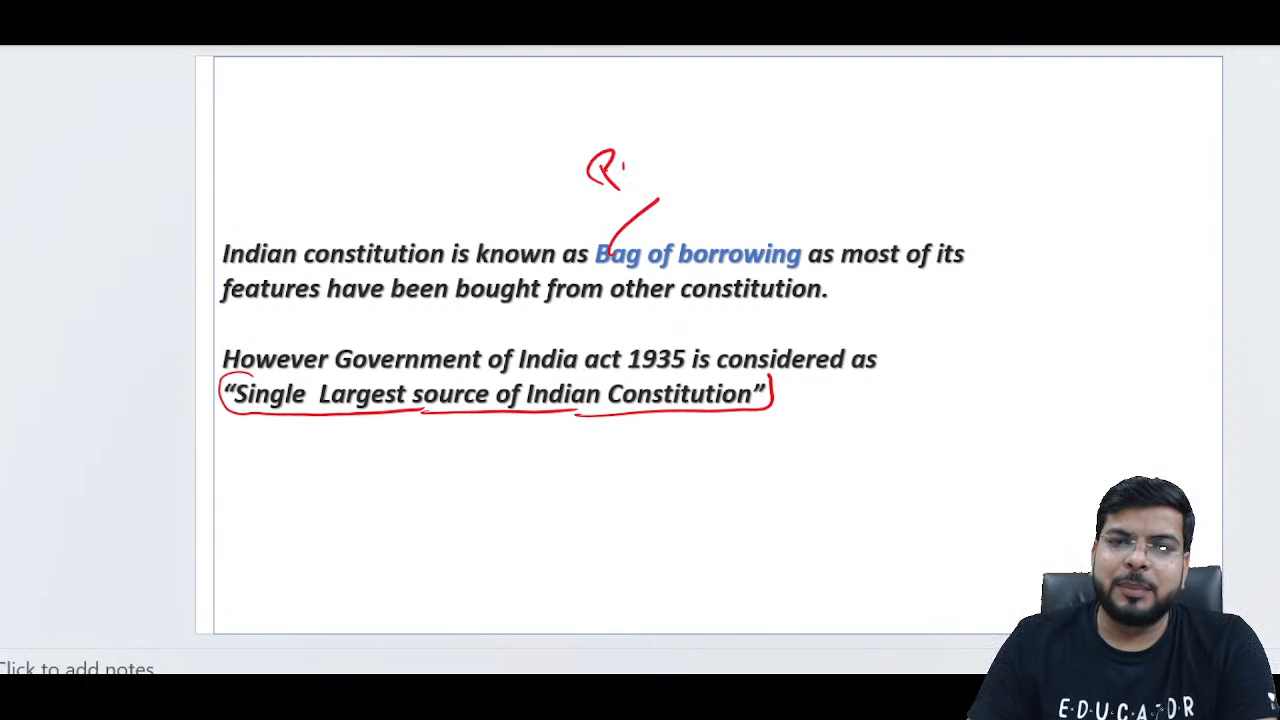 Indian constitution is known as Bag of borrowing as most of its
features have been bought from other constitution.
However Government of India act 1935 is considered as
“Single Largest source of Indian Constitution”
Click to add notes
E·D·U·C·A·T·O·R